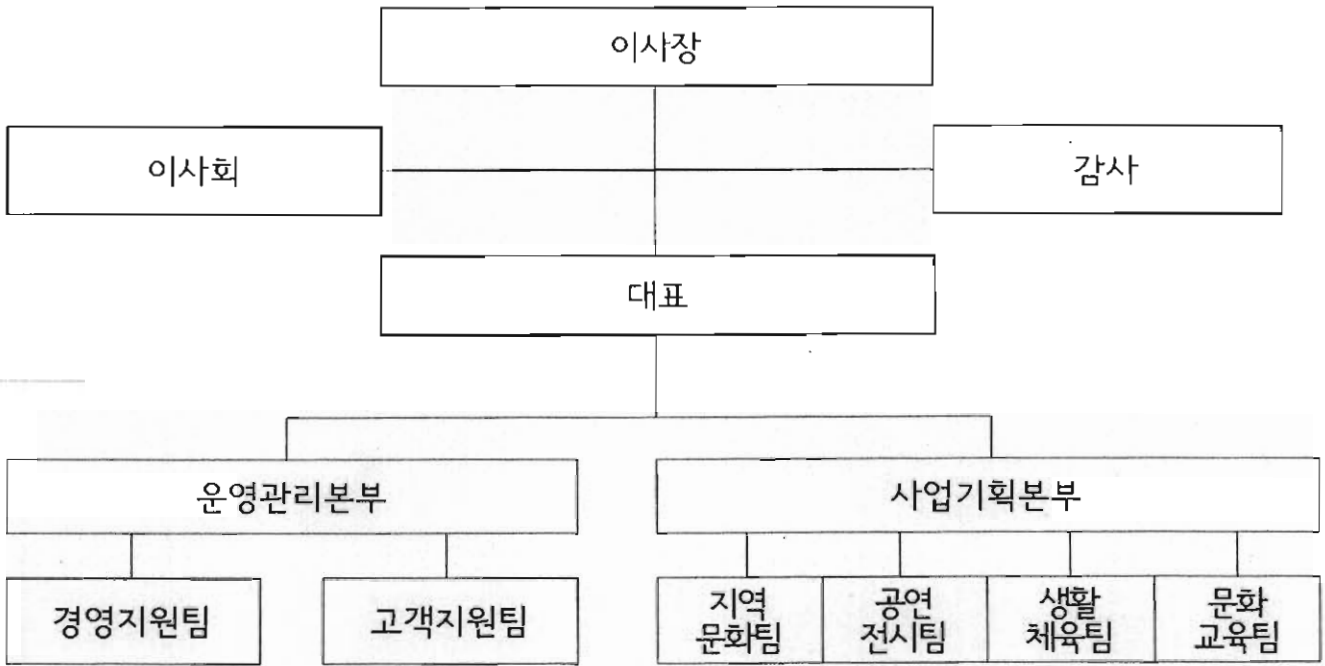 이사장
이사회
감사
대표
운영관리본부
사업기획본부
경영지원팀
고객지원팀
지역
문화팀
공연
전시팀
생활
체육팀
문화
교육팀